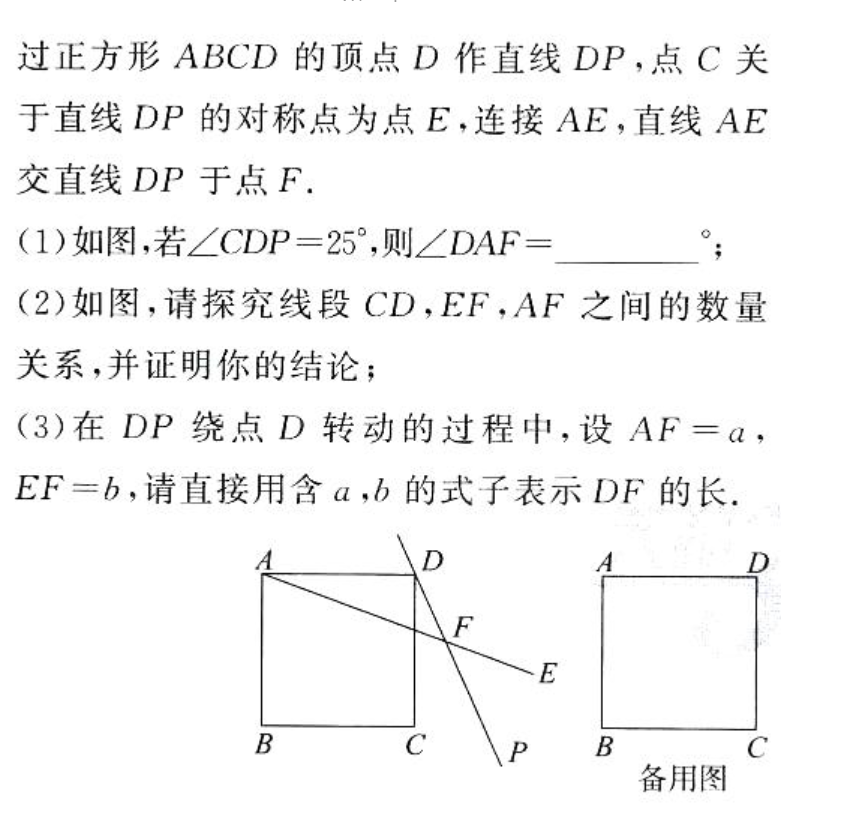 过正方形 ABCD 的顶点 D 作直线 DP,点 C 关
于直线 DP 的对称点为点 E,连接 AE,直线 AE
交直线 DP 于点 F.
(1)如图,若∠CDP=25°,则∠DAF=________°;
(2)如图,请探究线段 CD,EF,AF 之间的数量
关系,并证明你的结论;
(3)在 DP 绕点 D 转动的过程中,设 AF=a,
EF=b,请直接用含 a,b 的式子表示 DF 的长.
A D
F
E
B C P
A D
B C
备用图